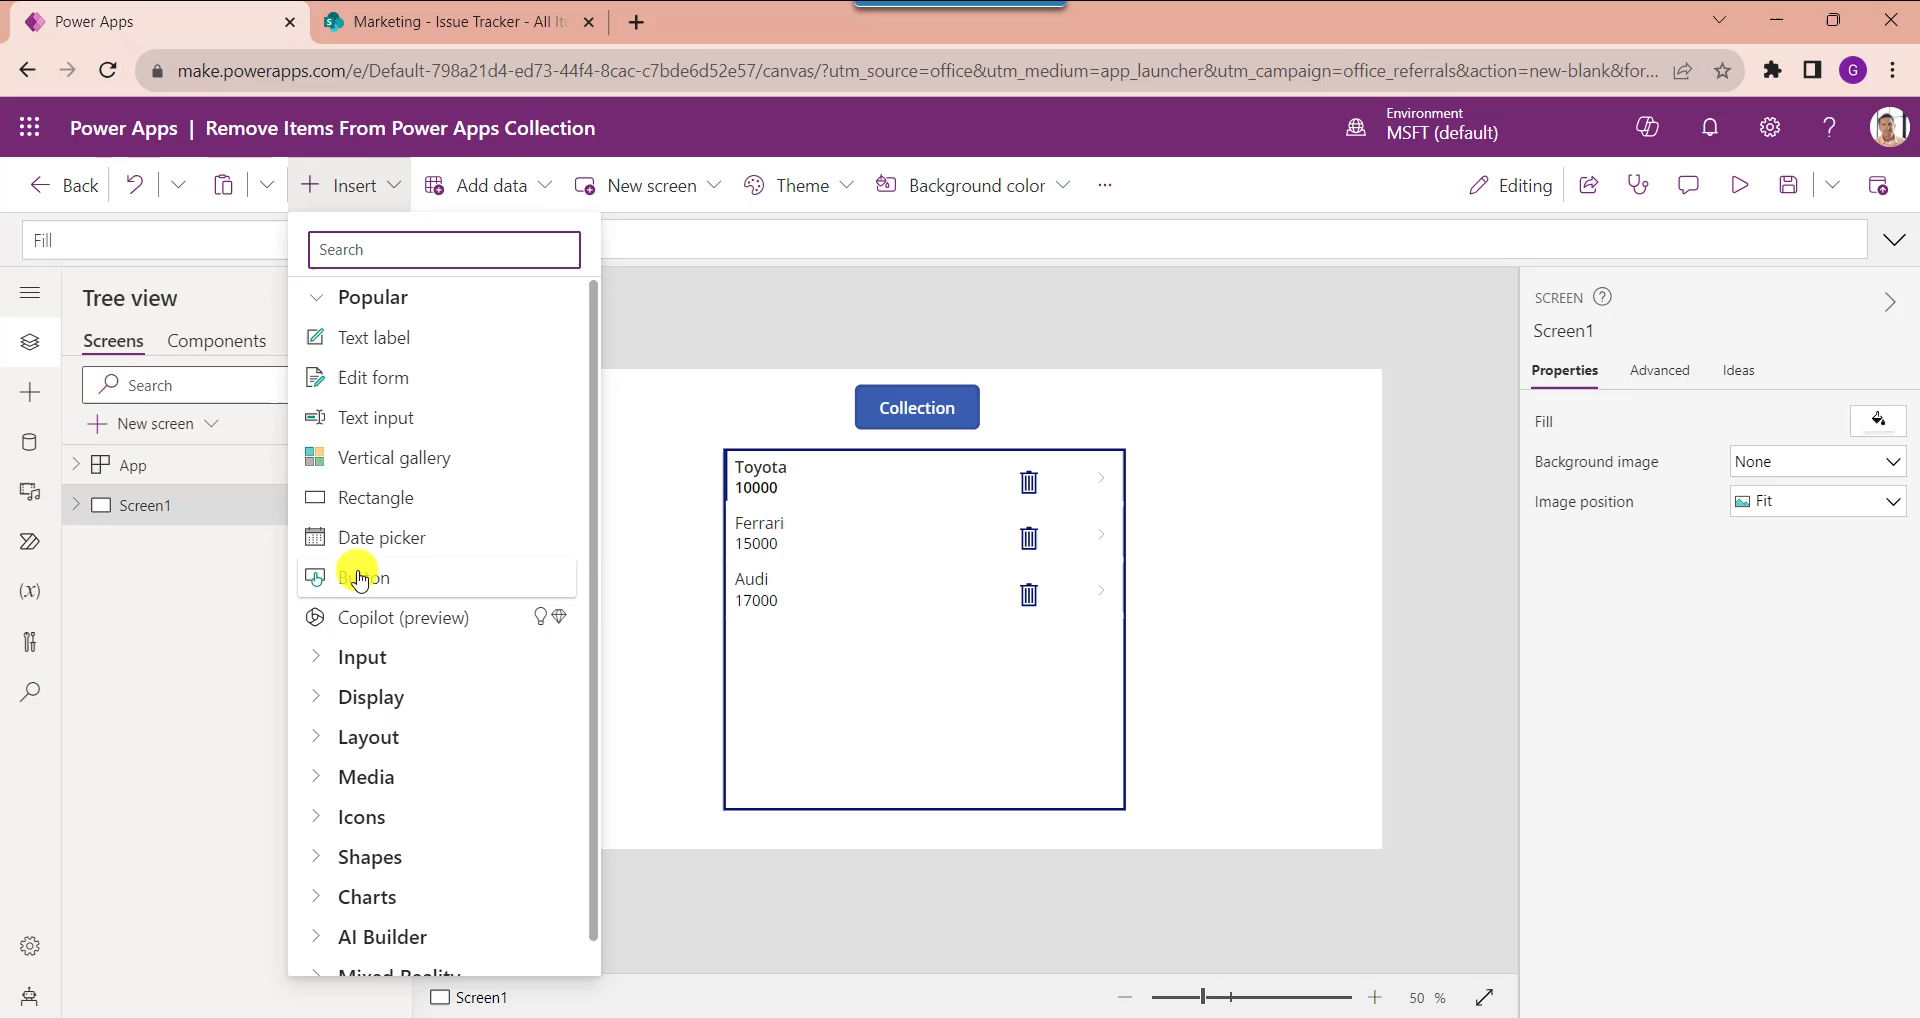 Power Apps
Marketing - Issue Tracker - All It
make.powerapps.com/e/Default-798a21d4-ed73-44f4-8cac-c7bde6d52e57/canvas/?utm_source=office&utm_medium=app_launcher&utm_campaign=office_referrals&action=new-blank&for...
G
Power Apps | Remove Items From Power Apps Collection
Environment
MSFT (default)
Back
Insert
Add data
New screen
Theme
Background color
Editing
Fill
Search
Tree view
Screens
Components
Search
New screen
App
Screen1
Popular
Text label
Edit form
Text input
Vertical gallery
Rectangle
Date picker
Button
Copilot (preview)
Input
Display
Layout
Media
Icons
Shapes
Charts
AI Builder
Mixed Reality
Collection
Toyota
10000
Ferrari
15000
Audi
17000
SCREEN
Screen1
Properties
Advanced
Ideas
Fill
Background image
None
Image position
Fit
Screen1
50 %